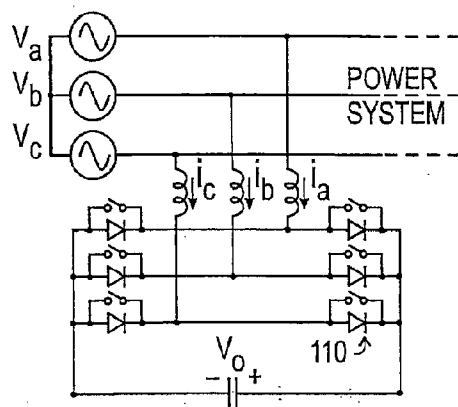 Va
Vb
POWER
SYSTEM
Vc
ic ib ia
Vo
- +
110